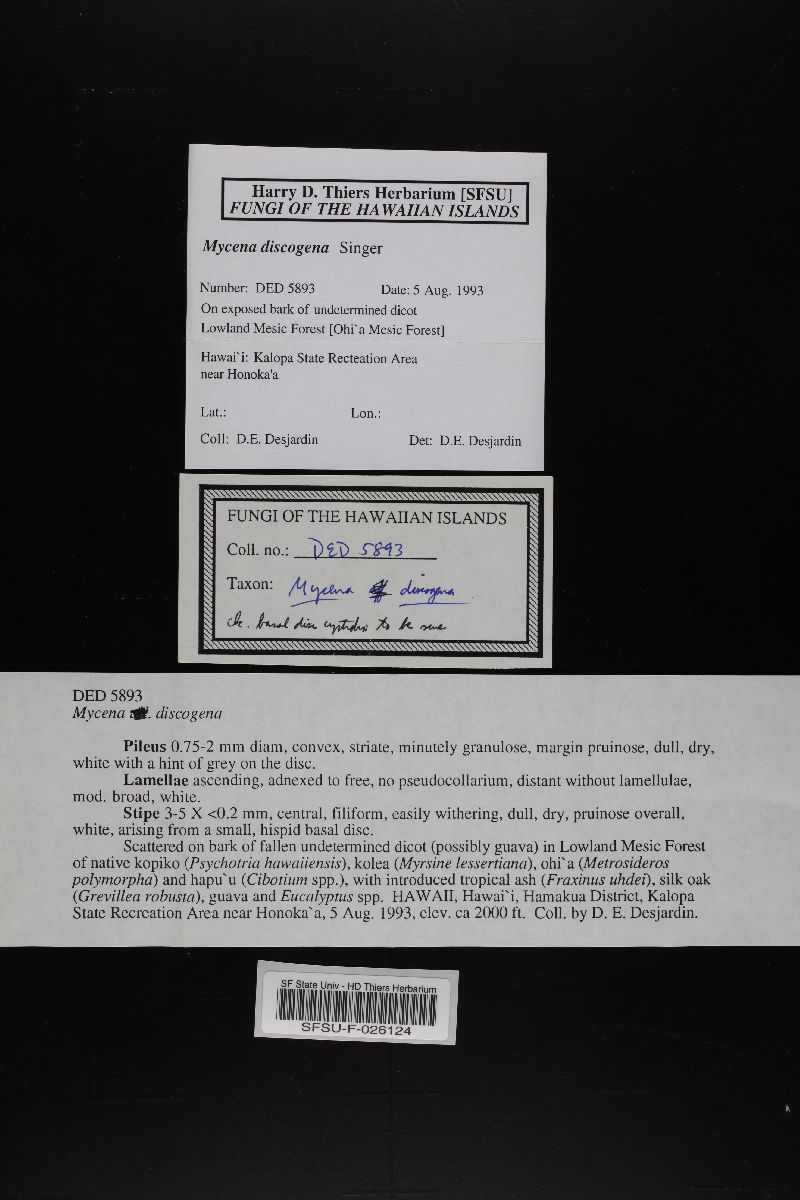 Harry D. Thiers Herbarium [SFSU]
FUNGI OF THE HAWAIIAN ISLANDS
Mycena discogena Singer
Number: DED 5893 Date: 5 Aug. 1993
On exposed bark of undetermined dicot
Lowland Mesic Forest [Ohi`a Mesic Forest]
Hawai`i: Kalopa State Recteation Area
near Honoka'a
Lat.: Lon.:
Coll: D.E. Desjardin Det: D.E. Desjardin
FUNGI OF THE HAWAIIAN ISLANDS
Coll. no.: DED 5893
Taxon: Mycena discogena
ck. basal disc cystidia to be sure
DED 5893
Mycena discogena
Pileus 0.75-2 mm diam, convex, striate, minutely granulose, margin pruinose, dull, dry,
white with a hint of grey on the disc.
Lamellae ascending, adnexed to free, no pseudocollarium, distant without lamellulae,
mod. broad, white.
Stipe 3-5 X <0.2 mm, central, filiform, easily withering, dull, dry, pruinose overall,
white, arising from a small, hispid basal disc.
Scattered on bark of fallen undetermined dicot (possibly guava) in Lowland Mesic Forest
of native kopiko (Psychotria hawaiiensis), kolea (Myrsine lessertiana), ohi`a (Metrosideros
polymorpha) and hapu`u (Cibotium spp.), with introduced tropical ash (Fraxinus uhdei), silk oak
(Grevillea robusta), guava and Eucalyptus spp. HAWAII, Hawai`i, Hamakua District, Kalopa
State Recreation Area near Honoka`a, 5 Aug. 1993, elev. ca 2000 ft. Coll. by D. E. Desjardin.
SF State Univ - HD Thiers Herbarium
SFSU-F-026124